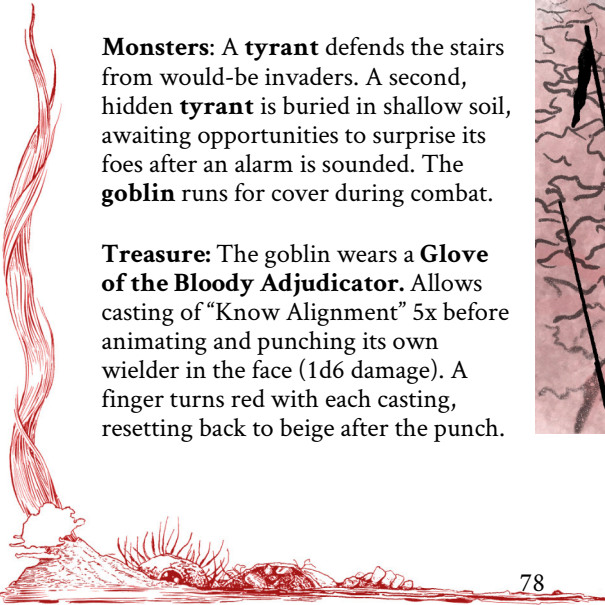 Monsters: A tyrant defends the stairs
from would-be invaders. A second,
hidden tyrant is buried in shallow soil,
awaiting opportunities to surprise its
foes after an alarm is sounded. The
goblin runs for cover during combat.
Treasure: The goblin wears a Glove
of the Bloody Adjudicator. Allows
casting of “Know Alignment” 5x before
animating and punching its own
wielder in the face (1d6 damage). A
finger turns red with each casting,
resetting back to beige after the punch.
78